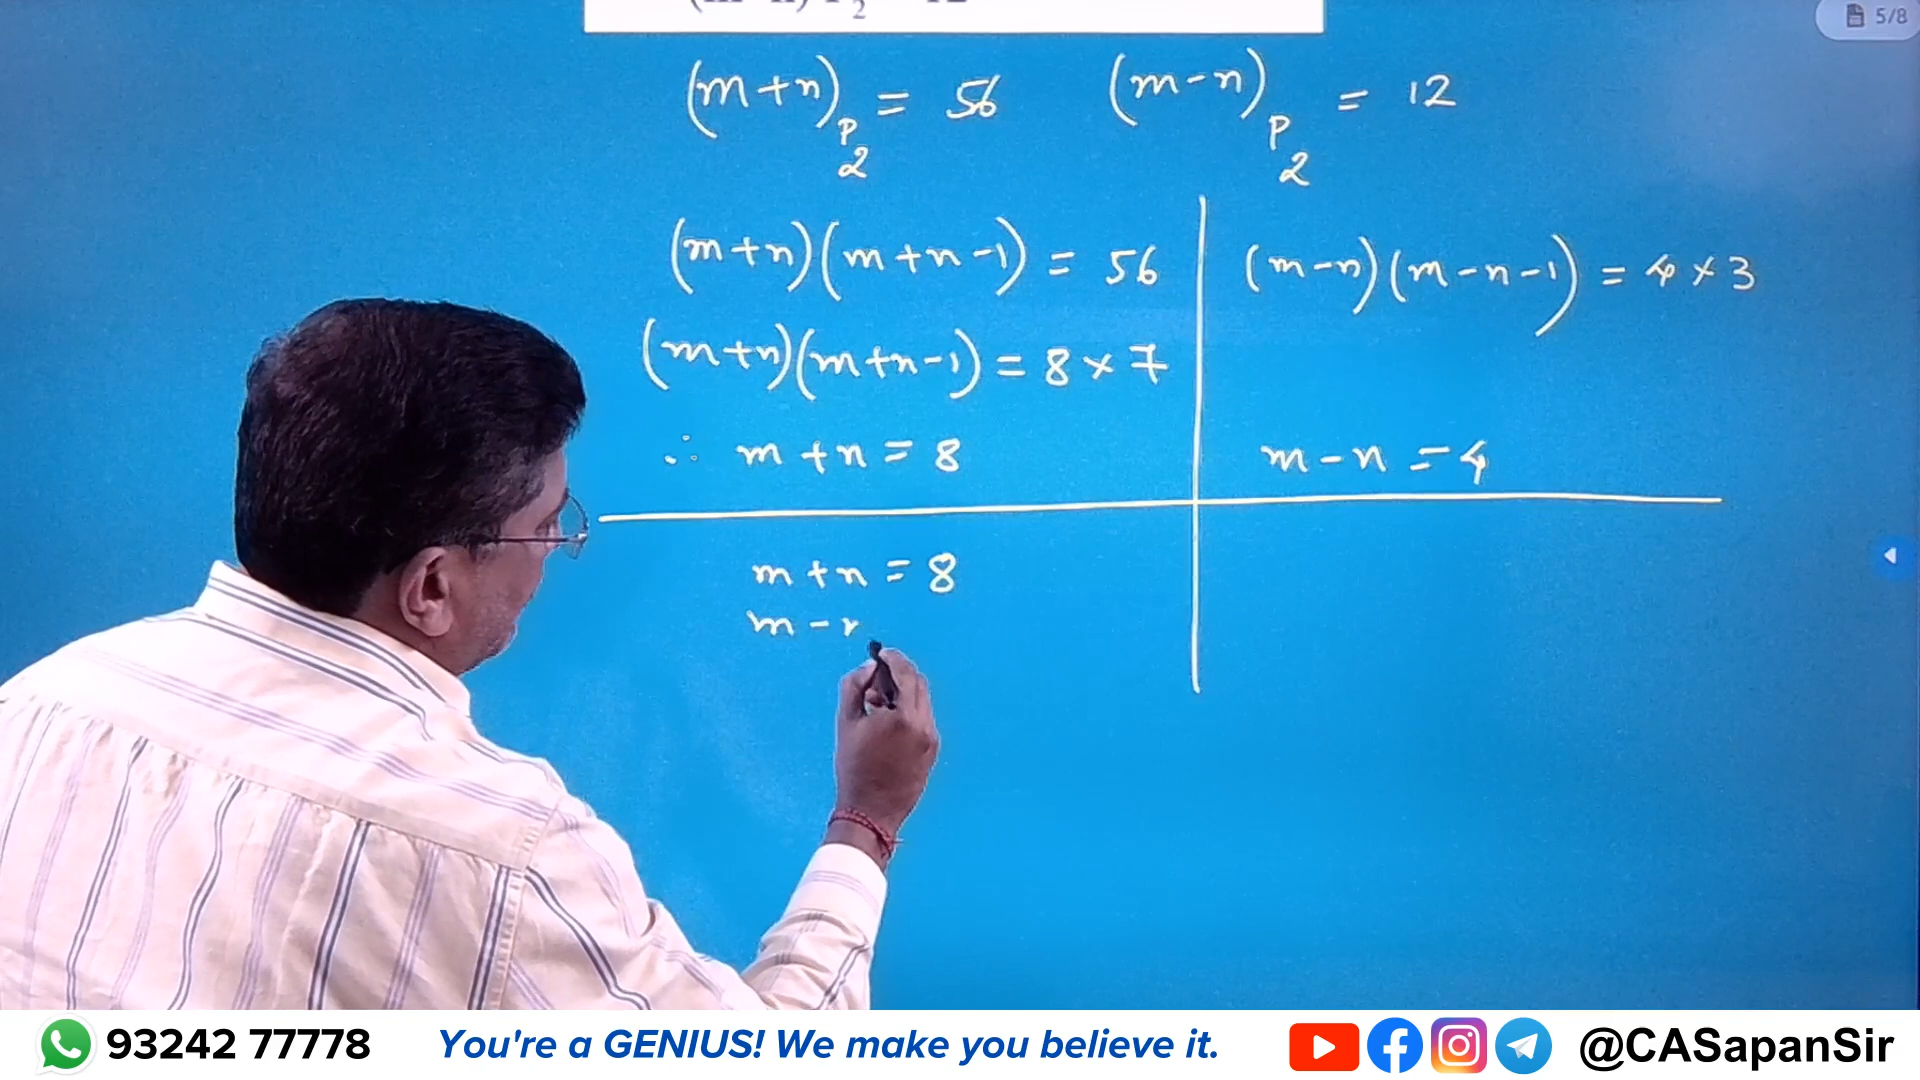 5/8
(m+n)P2 = 56 (m-n)P2 = 12
(m+n)(m+n-1) = 56 (m-n)(m-n-1) = 4×3
(m+n)(m+n-1) = 8×7
∴ m+n = 8 m-n = 4
m+n = 8
m -
93242 77778 You're a GENIUS! We make you believe it. @CASapanSir